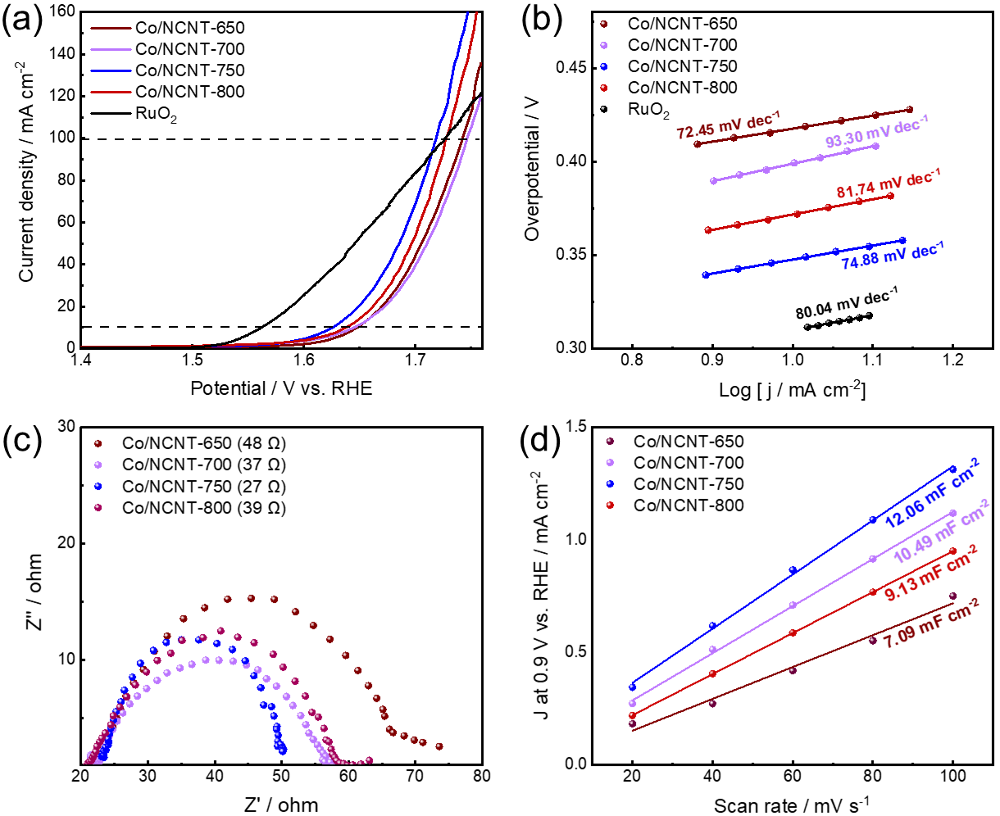 (a)
160
140
120
100
80
60
40
20
0
Current density / mA cm-2
Co/NCNT-650
Co/NCNT-700
Co/NCNT-750
Co/NCNT-800
RuO2
1.4
1.5
1.6
1.7
Potential / V vs. RHE
(b)
Co/NCNT-650
Co/NCNT-700
Co/NCNT-750
Co/NCNT-800
RuO2
0.45
0.40
0.35
0.30
Overpotential / V
72.45 mV dec-1
93.30 mV dec-1
81.74 mV dec-1
74.88 mV dec-1
80.04 mV dec-1
0.8
0.9
1.0
1.1
1.2
Log [ j / mA cm-2]
(c)
30
20
10
Z'' / ohm
Co/NCNT-650 (48 Ω)
Co/NCNT-700 (37 Ω)
Co/NCNT-750 (27 Ω)
Co/NCNT-800 (39 Ω)
20
30
40
50
60
70
80
Z' / ohm
(d)
1.5
1.0
0.5
0.0
J at 0.9 V vs. RHE / mA cm-2
Co/NCNT-650
Co/NCNT-700
Co/NCNT-750
Co/NCNT-800
12.06 mF cm-2
10.49 mF cm-2
9.13 mF cm-2
7.09 mF cm-2
20
40
60
80
100
Scan rate / mV s-1